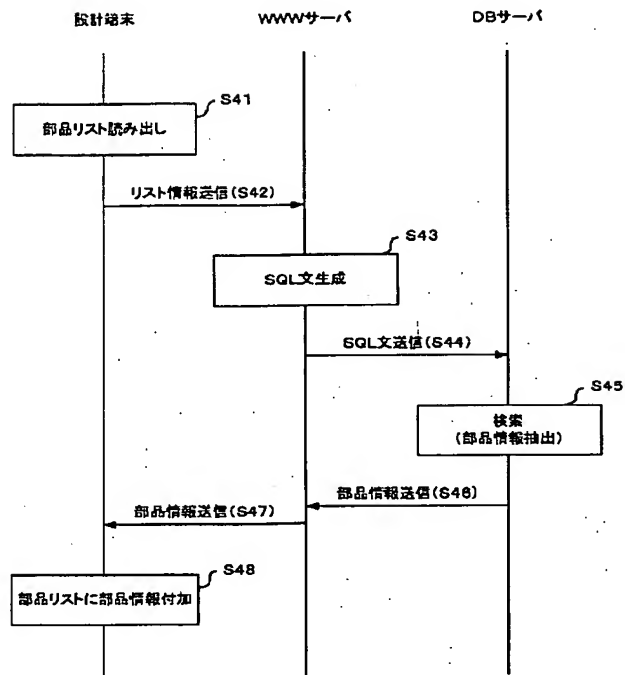 設計端末
WWWサーバ
DBサーバ
S41
部品リスト読み出し
リスト情報送信(S42)
S43
SQL文生成
SQL文送信(S44)
S45
検索
(部品情報抽出)
部品情報送信(S46)
部品情報送信(S47)
S48
部品リストに部品情報付加